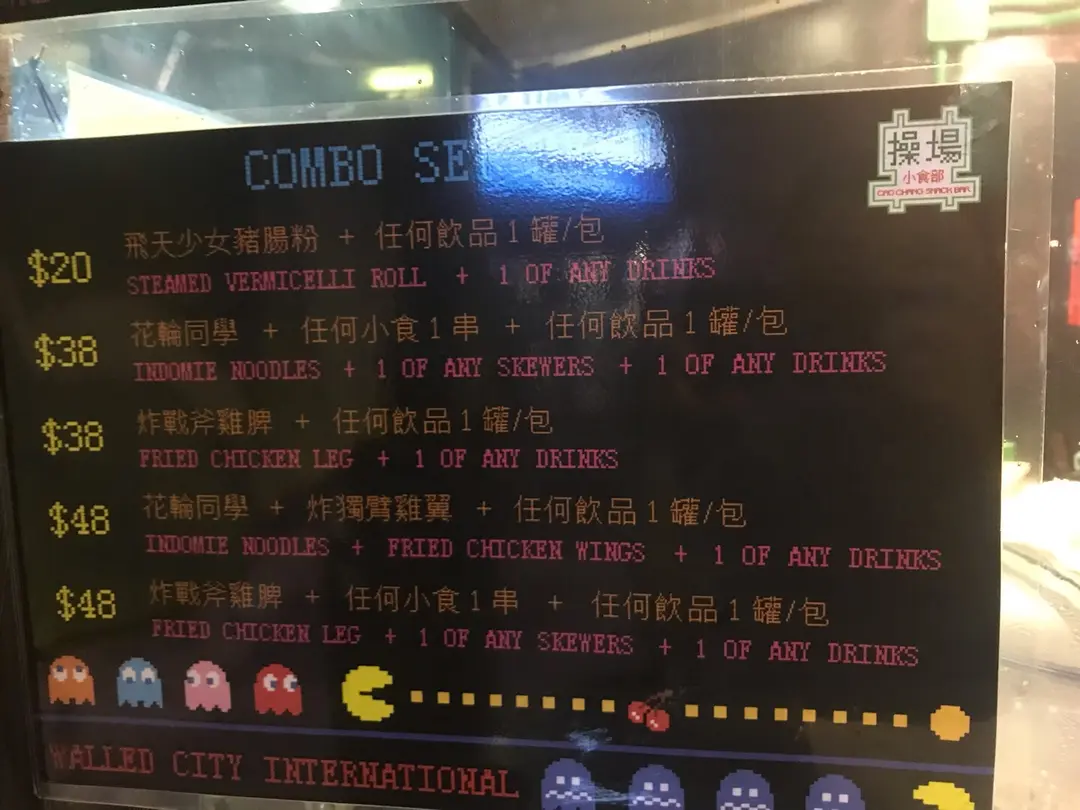 COMBO SE
操場
小食部
CAO CHANG SNACK BAR
$20 飛天少女豬腸粉 + 任何飲品1罐/包
STEAMED VERMICELLI ROLL + 1 OF ANY DRINKS
$38 花輪同學 + 任何小食1串 + 任何飲品1罐/包
INDOMIE NOODLES + 1 OF ANY SKEWERS + 1 OF ANY DRINKS
$38 炸戰斧雞脾 + 任何飲品1罐/包
FRIED CHICKEN LEG + 1 OF ANY DRINKS
$48 花輪同學 + 炸獨臂雞翼 + 任何飲品1罐/包
INDOMIE NOODLES + FRIED CHICKEN WINGS + 1 OF ANY DRINKS
$48 炸戰斧雞脾 + 任何小食1串 + 任何飲品1罐/包
FRIED CHICKEN LEG + 1 OF ANY SKEWERS + 1 OF ANY DRINKS
WALLED CITY INTERNATIONAL